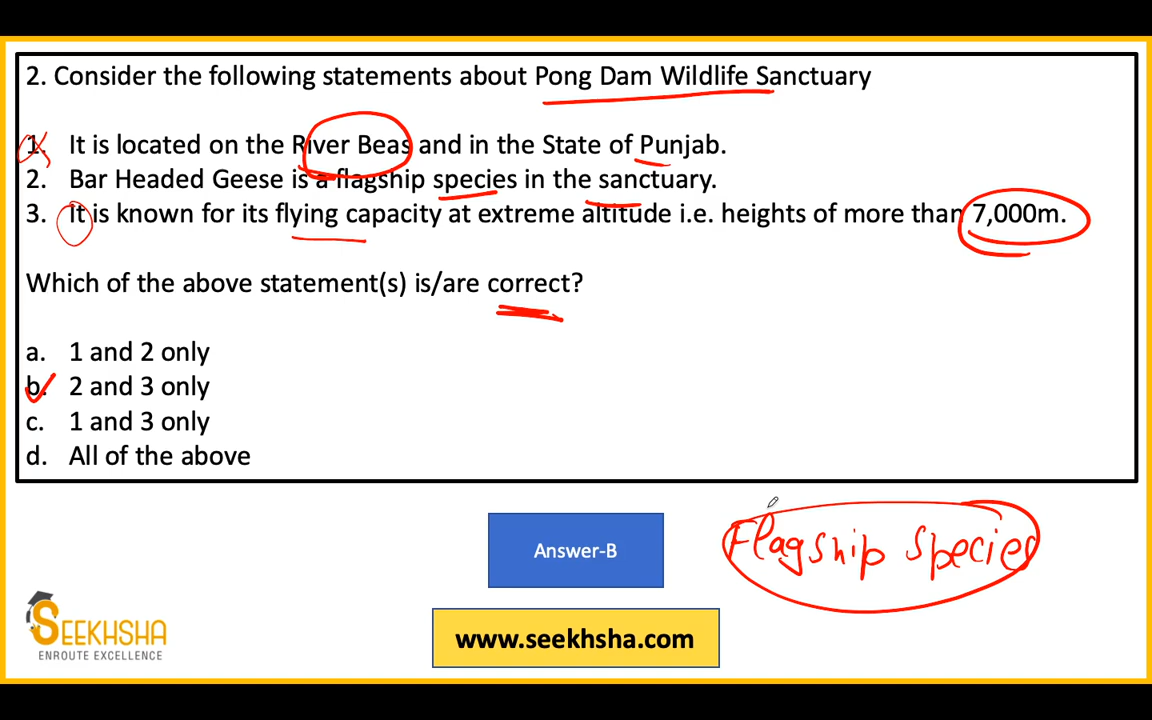 2. Consider the following statements about Pong Dam Wildlife Sanctuary
1. It is located on the River Beas and in the State of Punjab.
2. Bar Headed Geese is a flagship species in the sanctuary.
3. It is known for its flying capacity at extreme altitude i.e. heights of more than 7,000m.
Which of the above statement(s) is/are correct?
a. 1 and 2 only
b. 2 and 3 only
c. 1 and 3 only
d. All of the above
Answer-B
Flagship Species
SEEKHSHA
ENROUTE EXCELLENCE
www.seekhsha.com